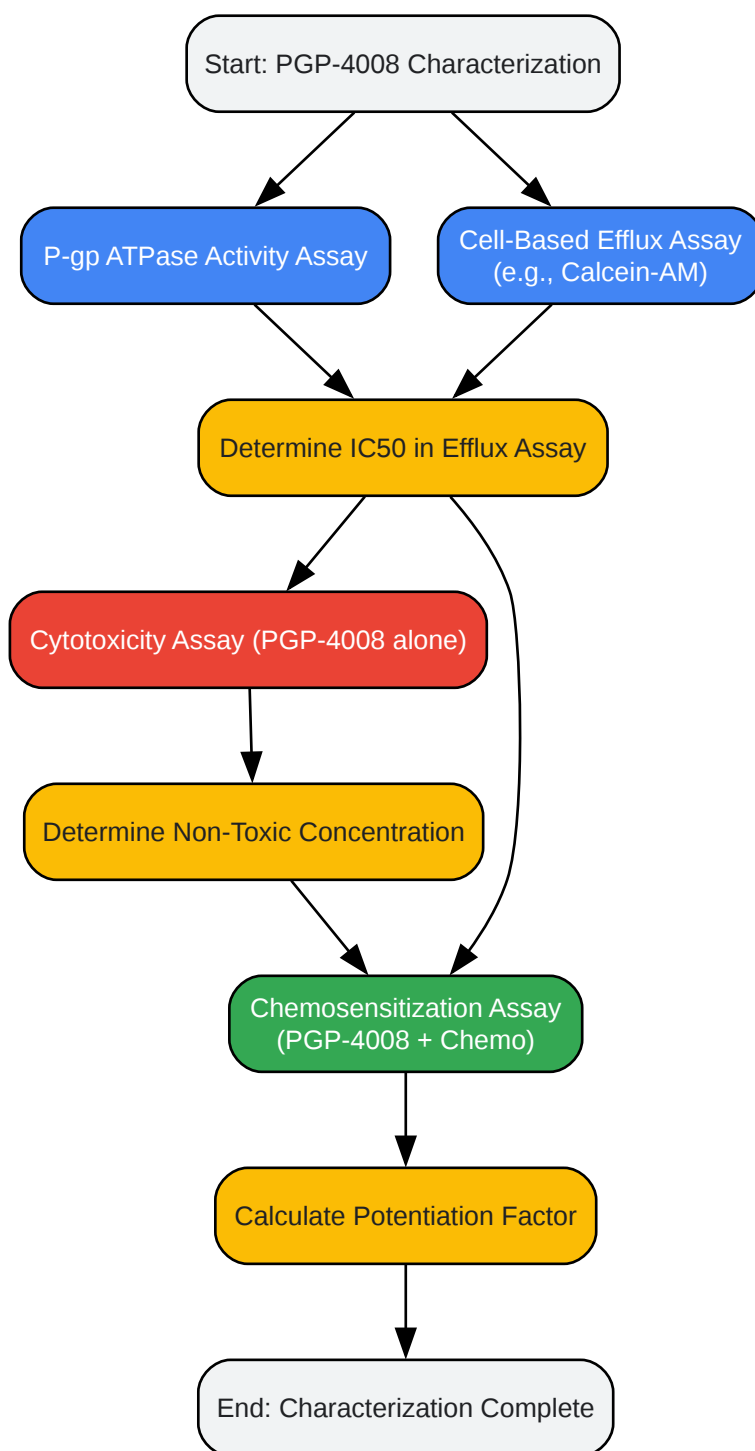 Start: PGP-4008 Characterization
P-gp ATPase Activity Assay
Cell-Based Efflux Assay
(e.g., Calcein-AM)
Determine IC50 in Efflux Assay
Cytotoxicity Assay (PGP-4008 alone)
Determine Non-Toxic Concentration
Chemosensitization Assay
(PGP-4008 + Chemo)
Calculate Potentiation Factor
End: Characterization Complete